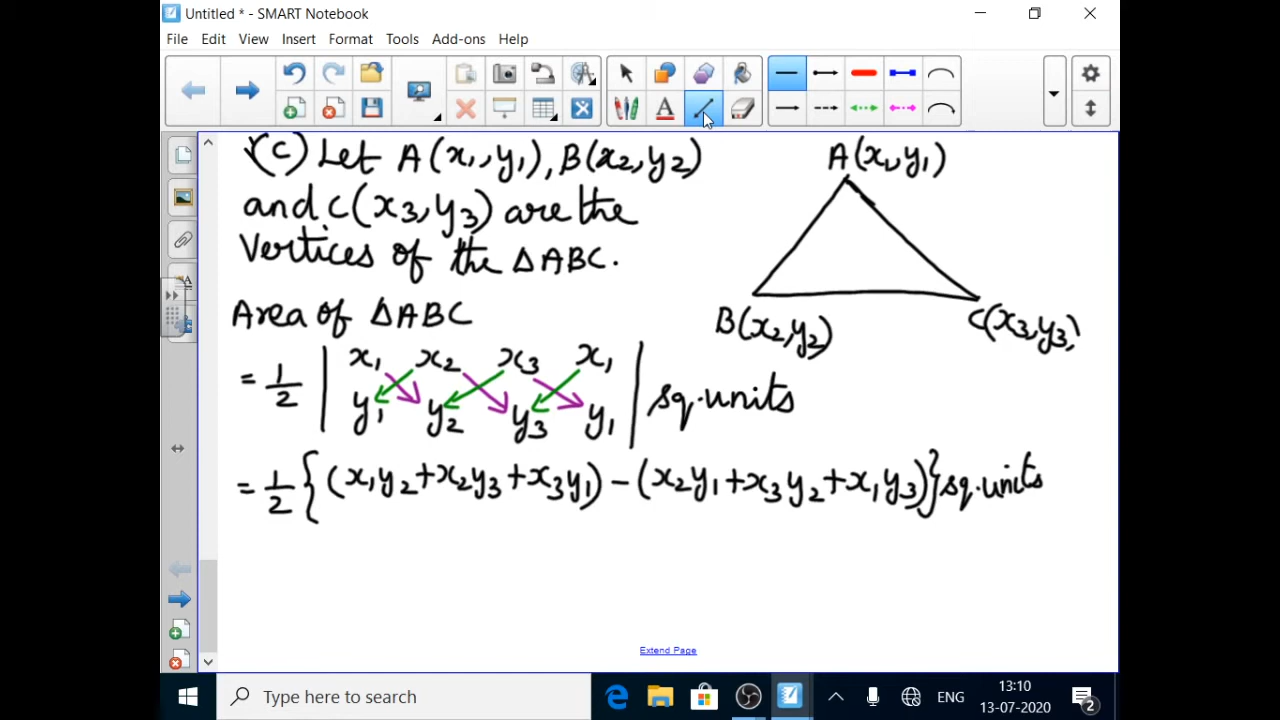 Untitled * - SMART Notebook
File Edit View Insert Format Tools Add-ons Help
(C) Let A(x₁,y₁), B(x₂,y₂)
and C(x₃,y₃) are the
Vertices of the ΔABC.
Area of ΔABC
= 1/2 | x₁ x₂ x₃ x₁
y₁ y₂ y₃ y₁ | sq.units
= 1/2 {(x₁y₂+x₂y₃+x₃y₁) - (x₂y₁+x₃y₂+x₁y₃)} sq.units
A(x₁,y₁)
B(x₂,y₂)
C(x₃,y₃)
Extend Page
Type here to search
ENG
13:10
13-07-2020
2